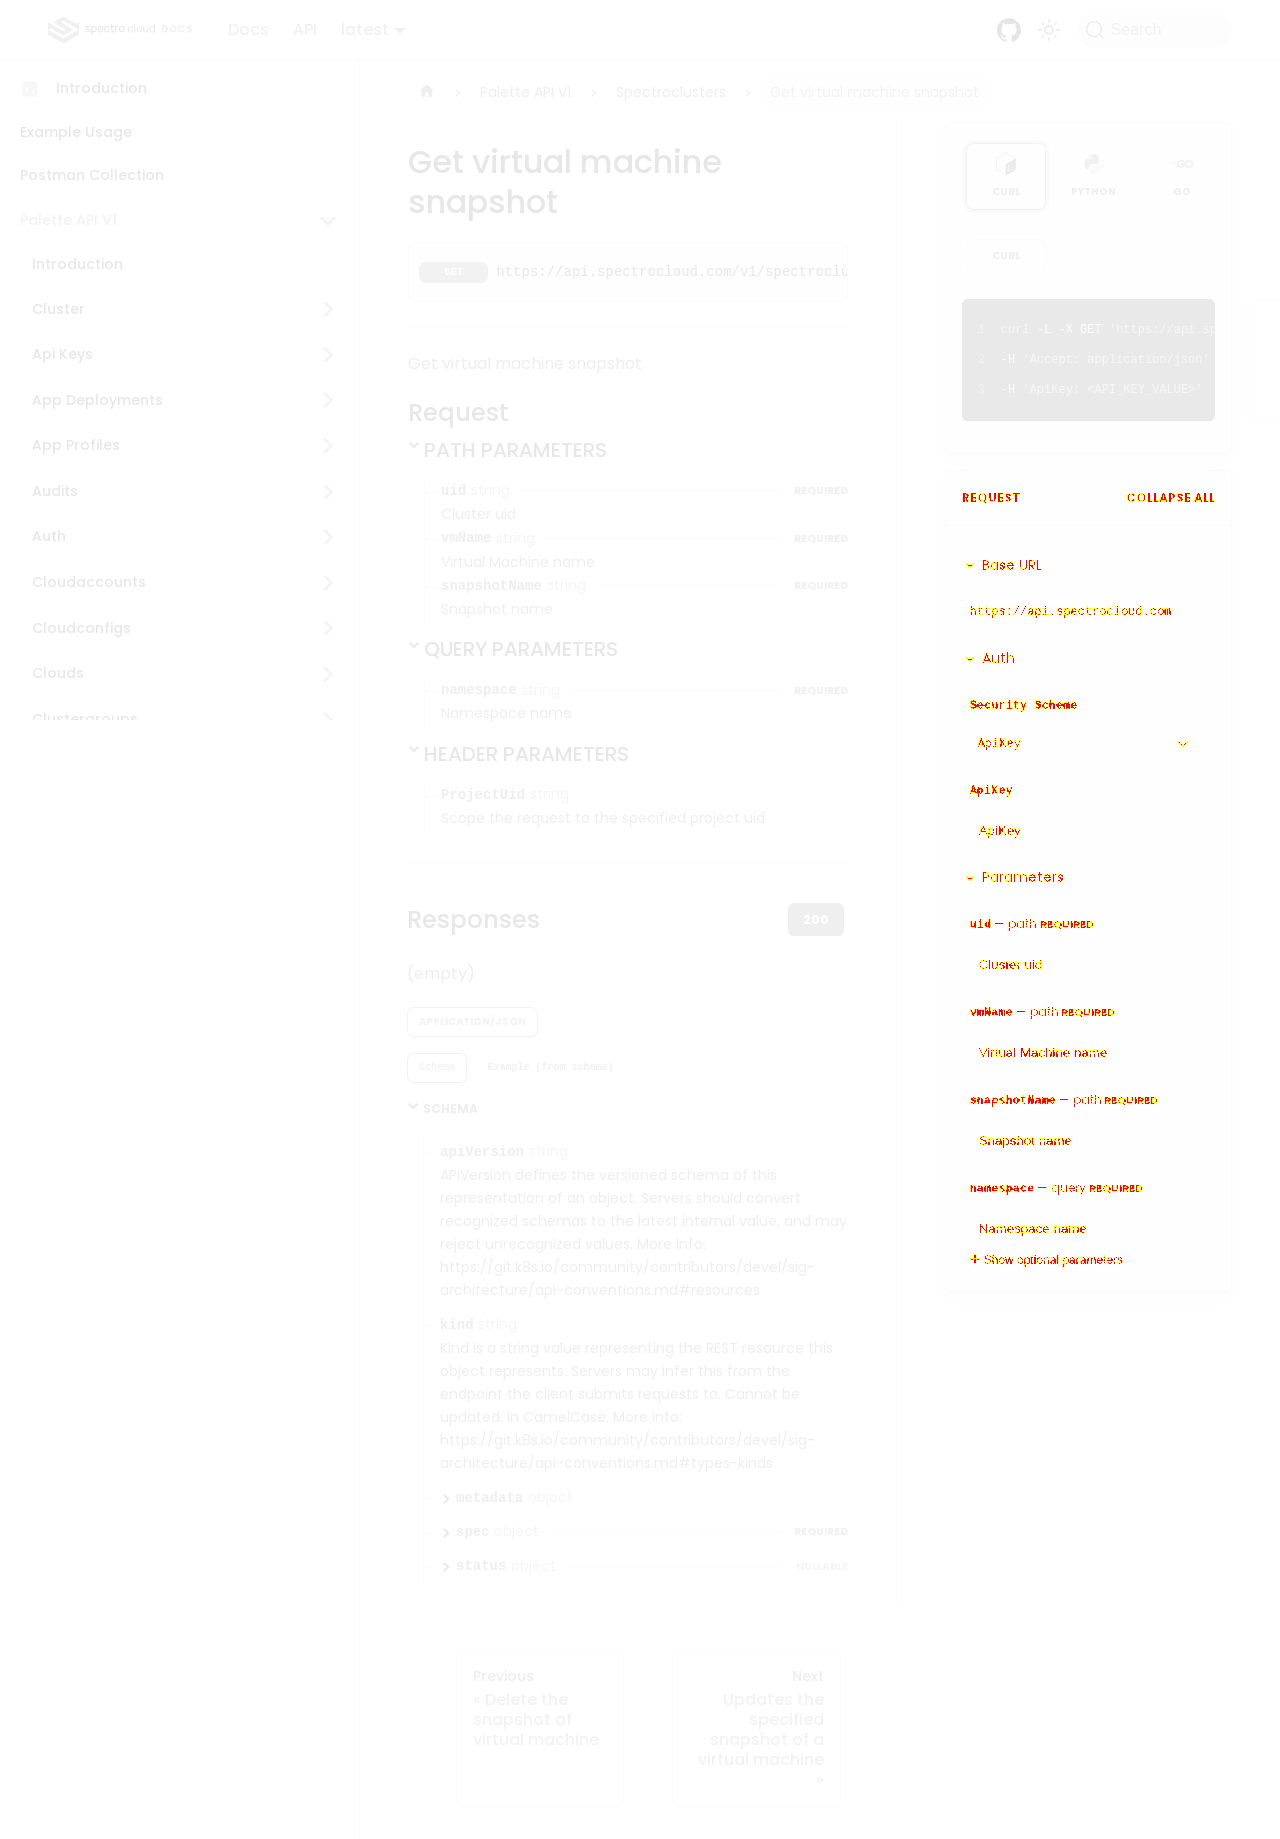 spectro cloud DOCS
Docs API latest
Search
Introduction
Example Usage
Postman Collection
Palette API V1
Introduction
Cluster
Api Keys
App Deployments
App Profiles
Audits
Auth
Cloudaccounts
Cloudconfigs
Clouds
Clustergroups
Palette API V1
Spectroclusters
Get virtual machine snapshot
Get virtual machine
snapshot
GET https://api.spectrocloud.com/v1/spectroclu
Get virtual machine snapshot
Request
PATH PARAMETERS
uid string REQUIRED
Cluster uid
vmName string REQUIRED
Virtual Machine name
snapshotName string REQUIRED
Snapshot name
QUERY PARAMETERS
namespace string REQUIRED
Namespace name
HEADER PARAMETERS
ProjectUid string
Scope the request to the specified project uid
Responses
200
(empty)
APPLICATION/JSON
Schema Example (from schema)
SCHEMA
apiVersion string
APIVersion defines the versioned schema of this
representation of an object. Servers should convert
recognized schemas to the latest internal value, and may
reject unrecognized values. More info:
https://git.k8s.io/community/contributors/devel/sig-
architecture/api-conventions.md#resources
kind string
Kind is a string value representing the REST resource this
object represents. Servers may infer this from the
endpoint the client submits requests to. Cannot be
updated. In CamelCase. More info:
https://git.k8s.io/community/contributors/devel/sig-
architecture/api-conventions.md#types-kinds
metadata object
spec object REQUIRED
status object NULLABLE
Previous
« Delete the
snapshot of
virtual machine
Next
Updates the
specified
snapshot of a
virtual machine
»
CURL PYTHON GO
CURL
1 curl -L -X GET 'https://api.sp
2 -H 'Accept: application/json'
3 -H 'ApiKey: <API_KEY_VALUE>'
REQUEST COLLAPSE ALL
Base URL
https://api.spectrocloud.com
Auth
Security Scheme
ApiKey
ApiKey
ApiKey
Parameters
uid — path REQUIRED
Cluster uid
vmName — path REQUIRED
Virtual Machine name
snapshotName — path REQUIRED
Snapshot name
namespace — query REQUIRED
Namespace name
Show optional parameters